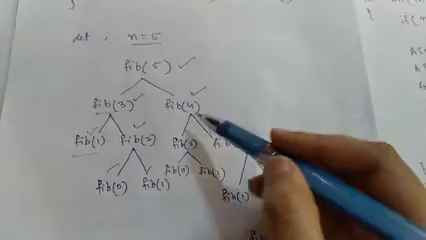 let, n=5
fib(5)
fib(3) fib(4)
fib(1) fib(2) fib(2)
fib(0) fib(1) fib(0) fib(1) fib(1)